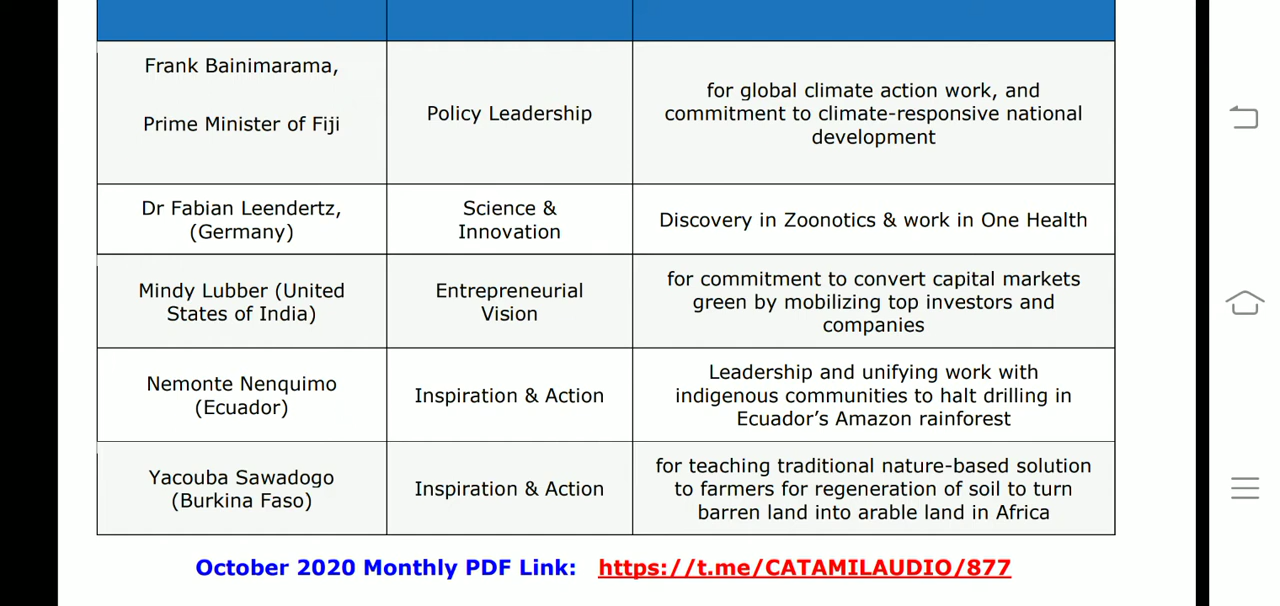 Frank Bainimarama,
Prime Minister of Fiji
Policy Leadership
for global climate action work, and
commitment to climate-responsive national
development
Dr Fabian Leendertz,
(Germany)
Science &
Innovation
Discovery in Zoonotics & work in One Health
Mindy Lubber (United
States of India)
Entrepreneurial
Vision
for commitment to convert capital markets
green by mobilizing top investors and
companies
Nemonte Nenquimo
(Ecuador)
Inspiration & Action
Leadership and unifying work with
indigenous communities to halt drilling in
Ecuador’s Amazon rainforest
Yacouba Sawadogo
(Burkina Faso)
Inspiration & Action
for teaching traditional nature-based solution
to farmers for regeneration of soil to turn
barren land into arable land in Africa
October 2020 Monthly PDF Link: https://t.me/CATAMILAUDIO/877